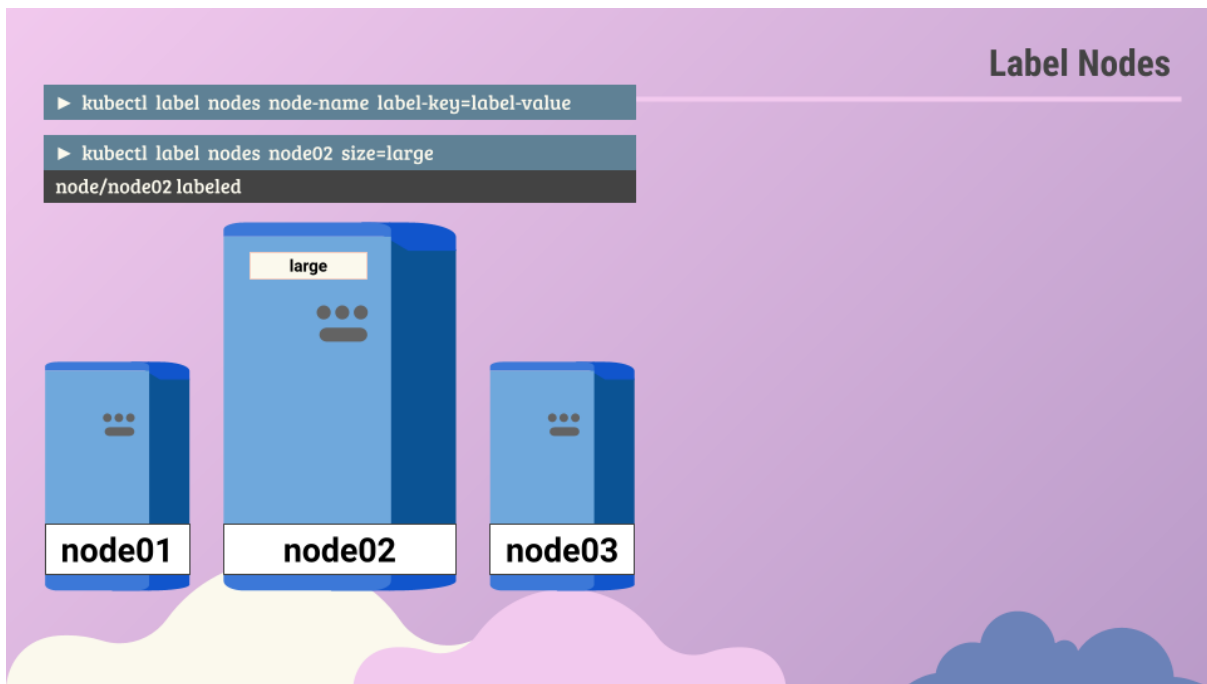 Label Nodes
► kubectl label nodes node-name label-key=label-value
► kubectl label nodes node02 size=large
node/node02 labeled
large
node01
node02
node03